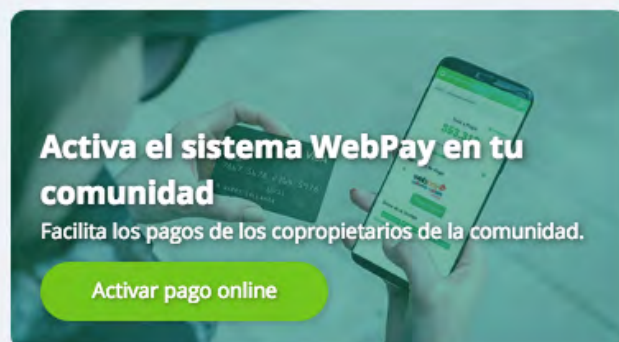 Activa el sistema WebPay en tu
comunidad
Facilita los pagos de los copropietarios de la comunidad.
Activar pago online